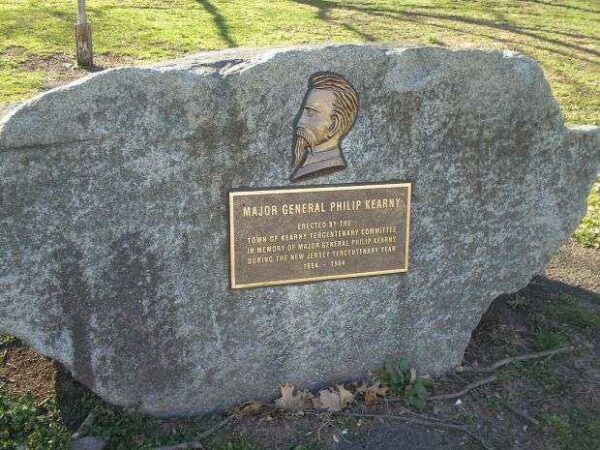 MAJOR GENERAL PHILIP KEARNY
ERECTED BY THE
TOWN OF KEARNY TERCENTENARY COMMITTEE
IN MEMORY OF MAJOR GENERAL PHILIP KEARNY
DURING THE NEW JERSEY TERCENTENARY YEAR
1664 - 1964